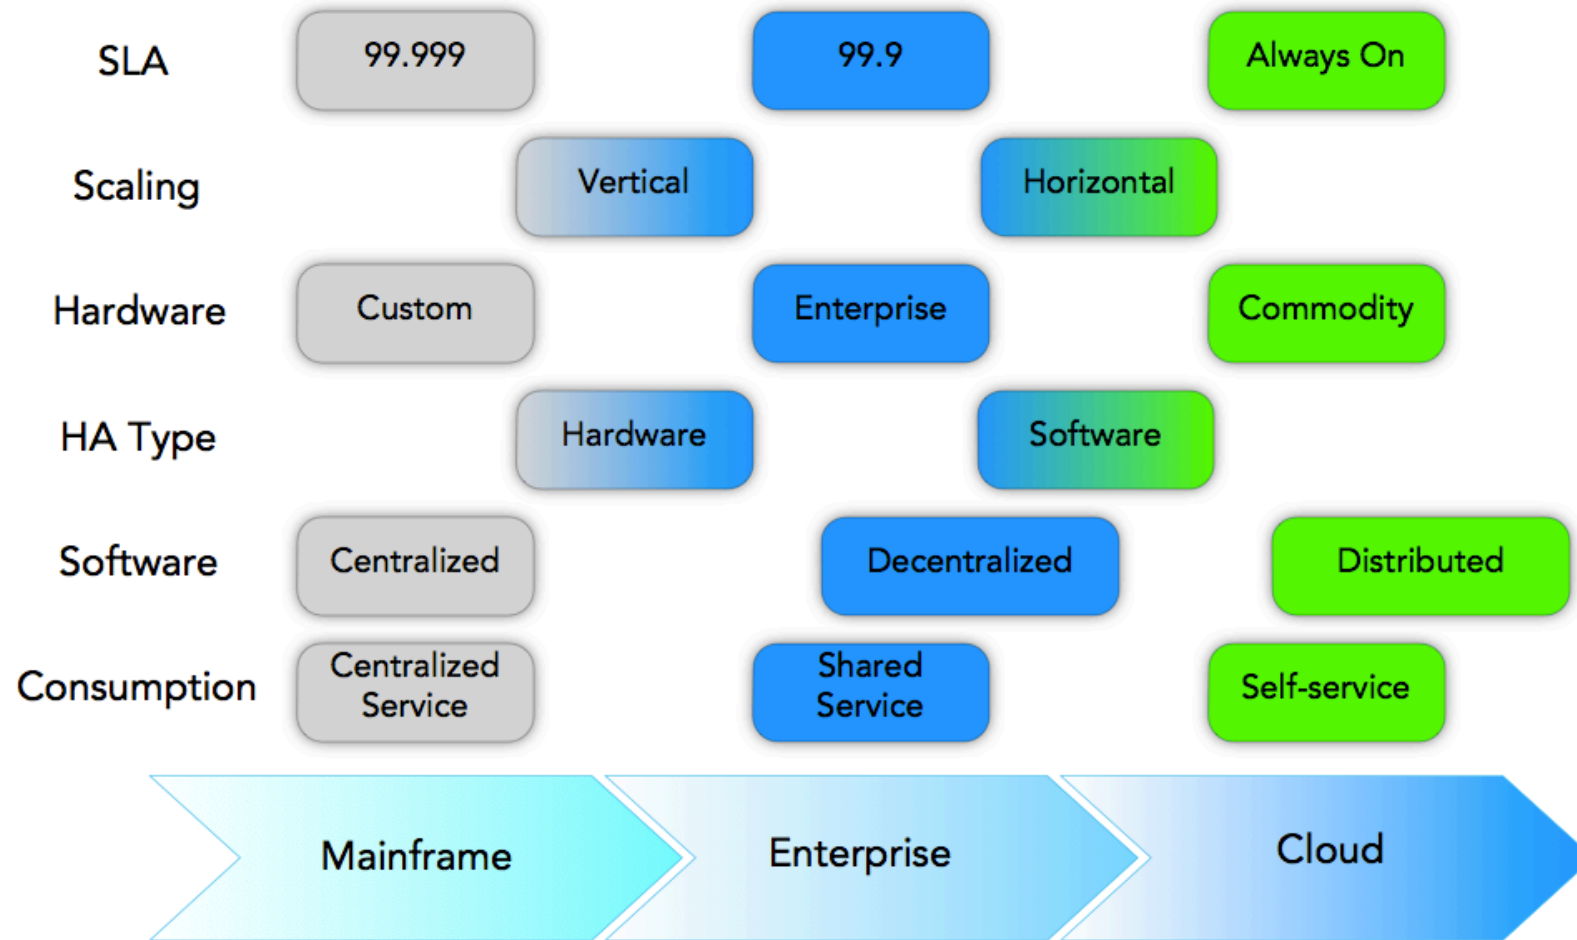 SLA
99.999
99.9
Always On
Scaling
Vertical
Horizontal
Hardware
Custom
Enterprise
Commodity
HA Type
Hardware
Software
Software
Centralized
Decentralized
Distributed
Consumption
Centralized
Service
Shared
Service
Self-service
Mainframe
Enterprise
Cloud